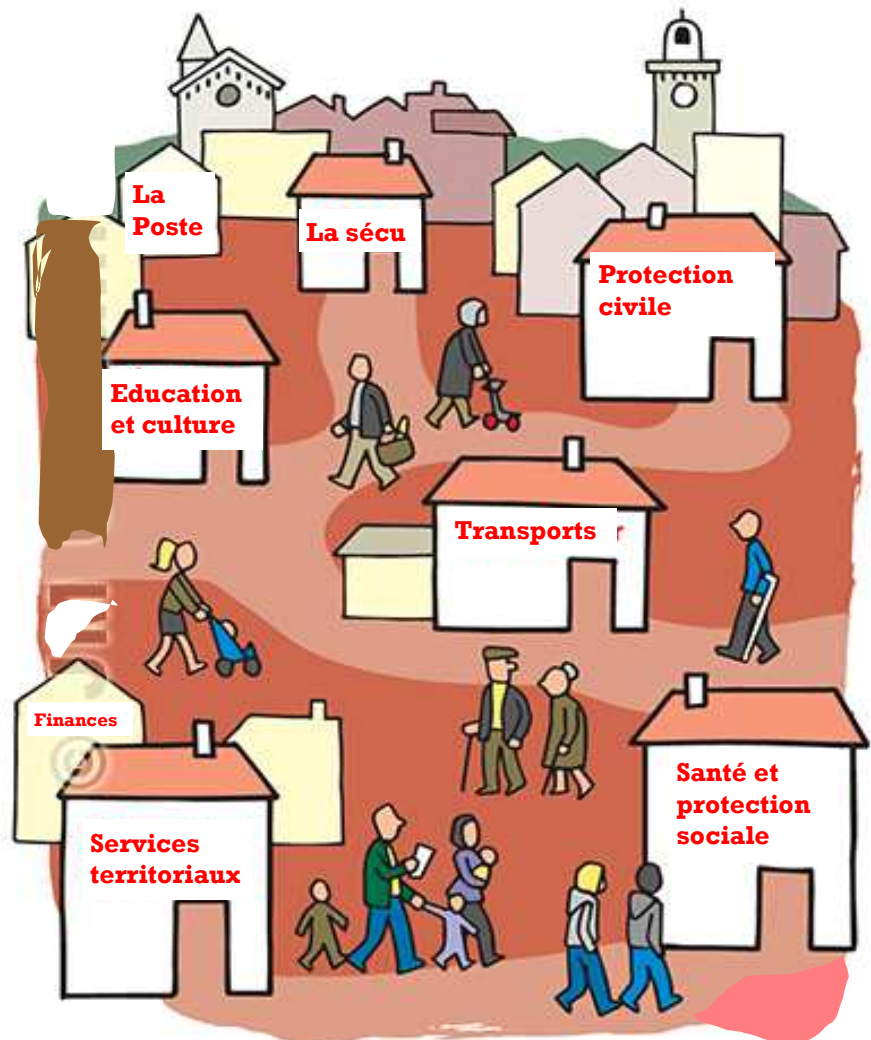 La
Poste
La sécu
Protection
civile
Education
et culture
Transports
Finances
Santé et
protection
sociale
Services
territoriaux